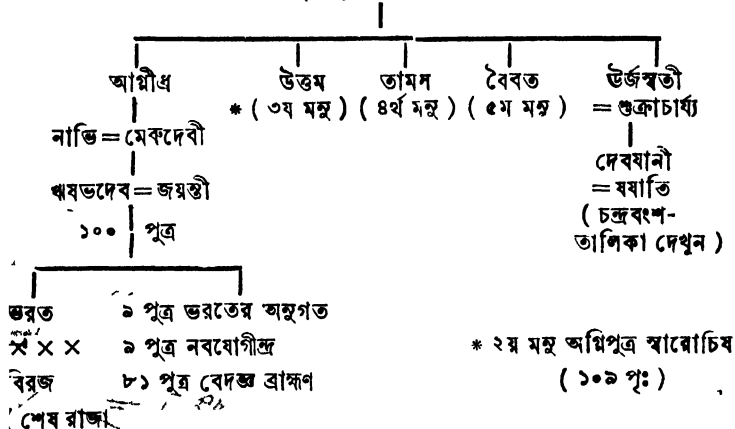 আগ্নীধ্র উত্তম তামস বৈবত ঊর্জস্বতী
* ( ৩য মনু ) ( ৪র্থ মনু ) ( ৫ম মনু ) = শুক্রাচার্য্য
নাভি = মেরুদেবী
দেবযানী
ঋষভদেব = জয়ন্তী = যযাতি
( চন্দ্রবংশ-
১০০ পুত্র তালিকা দেখুন )
ভরত ৯ পুত্র ভরতের অনুগত
× × × ৯ পুত্র নবযোগীন্দ্র * ২য় মনু অগ্নিপুত্র স্বারোচিষ
বিরজ ৮১ পুত্র বেদজ্ঞ ব্রাহ্মণ ( ১০৯ পৃঃ )
( শেষ রাজা